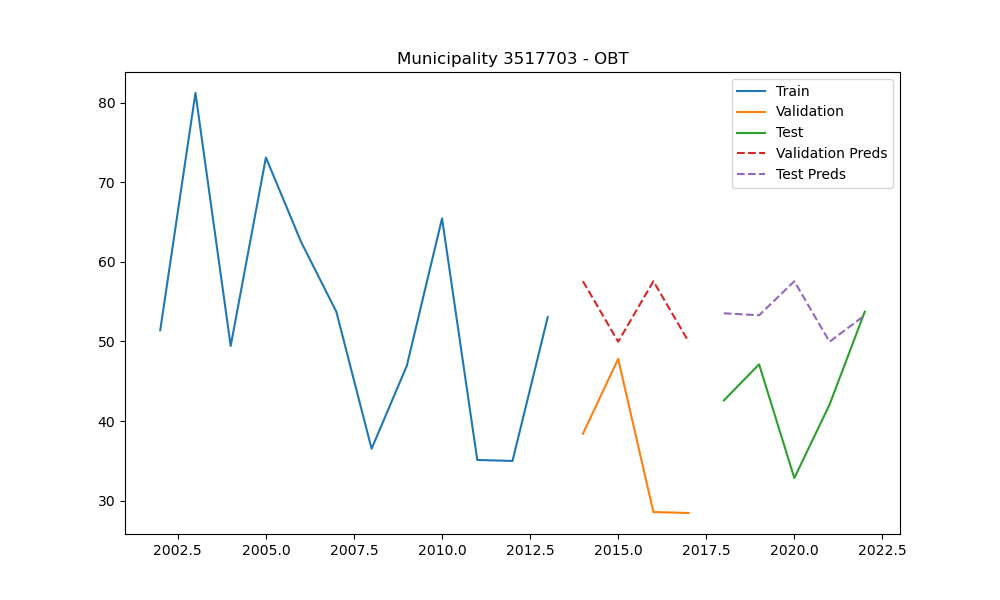 Municipality 3517703 - OBT
Train
Validation
Test
Validation Preds
Test Preds
80
70
60
50
40
30
2002.5 2005.0 2007.5 2010.0 2012.5 2015.0 2017.5 2020.0 2022.5